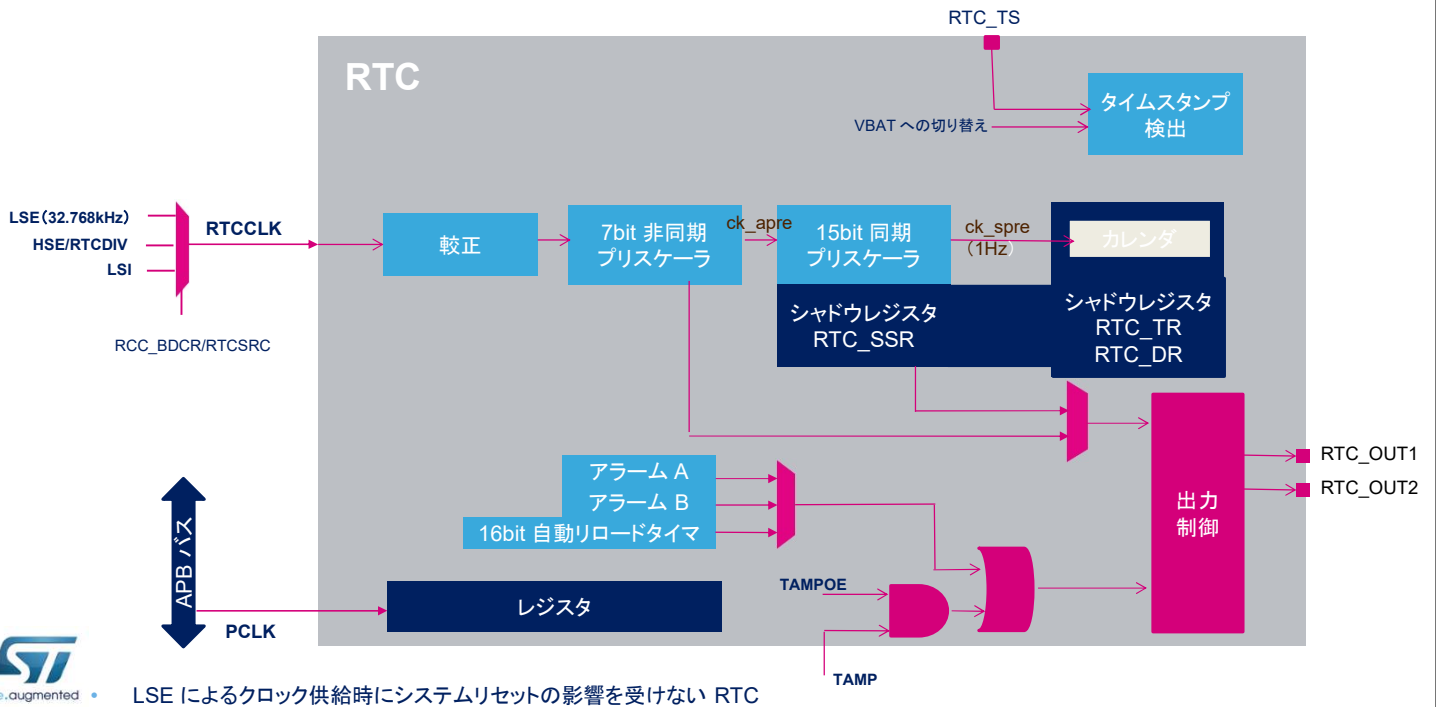 RTC_TS
RTC
タイムスタンプ
検出
VBAT への切り替え
LSE(32.768kHz)
HSE/RTCDIV
LSI
RTCCLK
RCC_BDCR/RTCSRC
較正
7bit 非同期
プリスケーラ
ck_apre
15bit 同期
プリスケーラ
ck_spre
(1Hz)
カレンダ
シャドウレジスタ
RTC_SSR
シャドウレジスタ
RTC_TR
RTC_DR
アラーム A
アラーム B
16bit 自動リロードタイマ
出力
制御
RTC_OUT1
RTC_OUT2
APB バス
PCLK
レジスタ
TAMPOE
TAMP
ST
e.augmented
LSE によるクロック供給時にシステムリセットの影響を受けない RTC